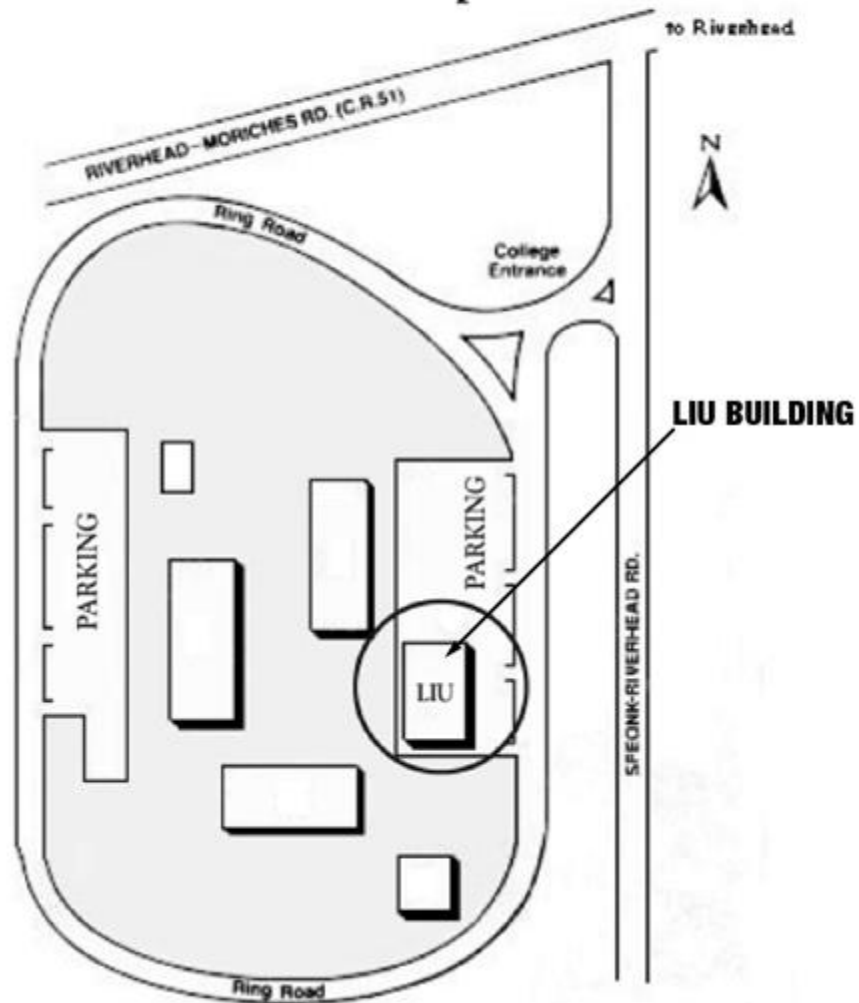 to Riverhead
RIVERHEAD - MORICHES RD. (C.R.51)
N
Ring Road
College
Entrance
LIU BUILDING
PARKING
PARKING
SPEONK-RIVERHEAD RD.
LIU
Ring Road